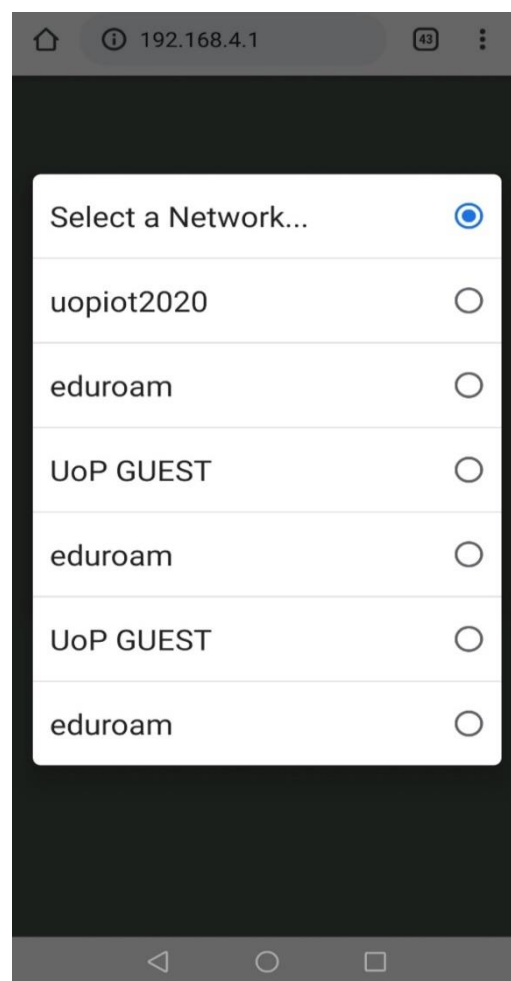 192.168.4.1
43
Select a Network...
uopiot2020
eduroam
UoP GUEST
eduroam
UoP GUEST
eduroam